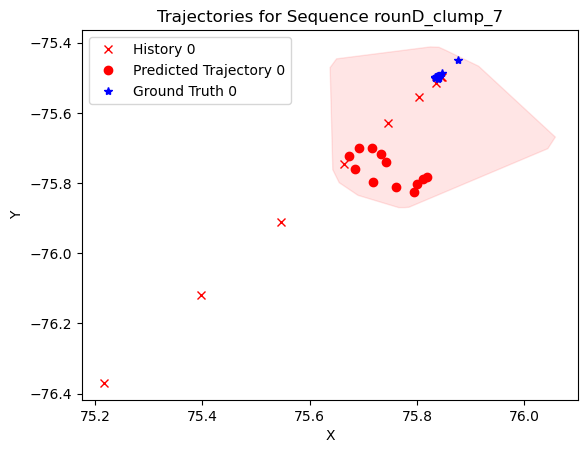 Trajectories for Sequence rounD_clump_7
History 0
Predicted Trajectory 0
Ground Truth 0
Y
−75.4
−75.6
−75.8
−76.0
−76.2
−76.4
75.2
75.4
75.6
75.8
76.0
X